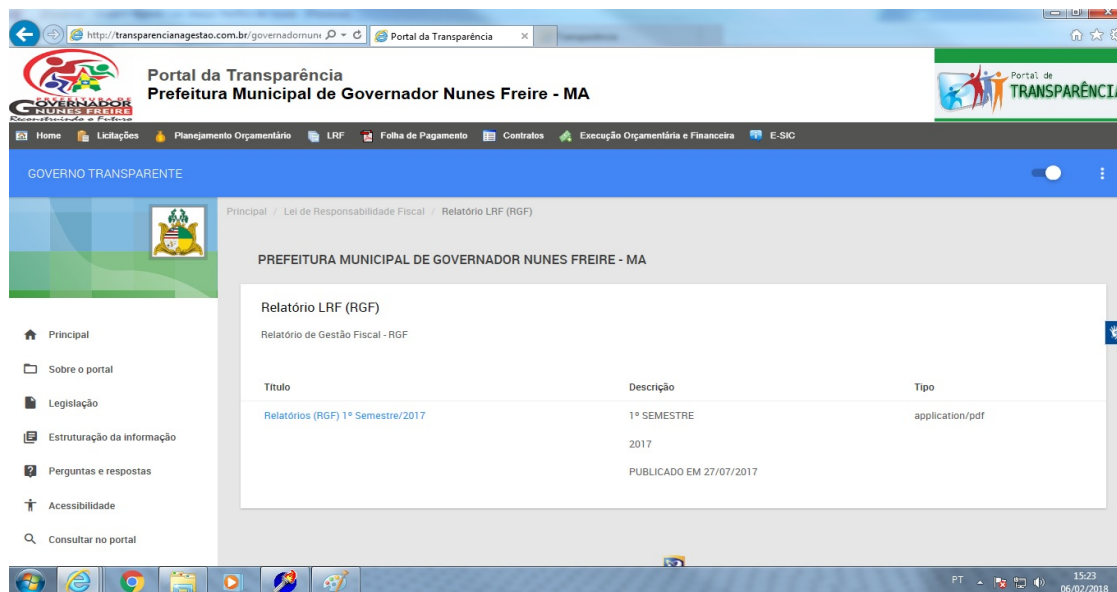 http://transparencianagestao.com.br/governadornune
Portal da Transparência
PREFEITURA DE
GOVERNADOR
NUNES FREIRE
Reconstruindo o Futuro
Portal da Transparência
Prefeitura Municipal de Governador Nunes Freire - MA
Portal de
TRANSPARÊNCIA
Home Licitações Planejamento Orçamentário LRF Folha de Pagamento Contratos Execução Orçamentária e Financeira E-SIC
GOVERNO TRANSPARENTE
Principal / Lei de Responsabilidade Fiscal / Relatório LRF (RGF)
PREFEITURA MUNICIPAL DE GOVERNADOR NUNES FREIRE - MA
Relatório LRF (RGF)
Relatório de Gestão Fiscal - RGF
Título Descrição Tipo
Relatórios (RGF) 1º Semestre/2017 1º SEMESTRE application/pdf
2017
PUBLICADO EM 27/07/2017
Principal
Sobre o portal
Legislação
Estruturação da informação
Perguntas e respostas
Acessibilidade
Consultar no portal
PT
15:23
06/02/2018